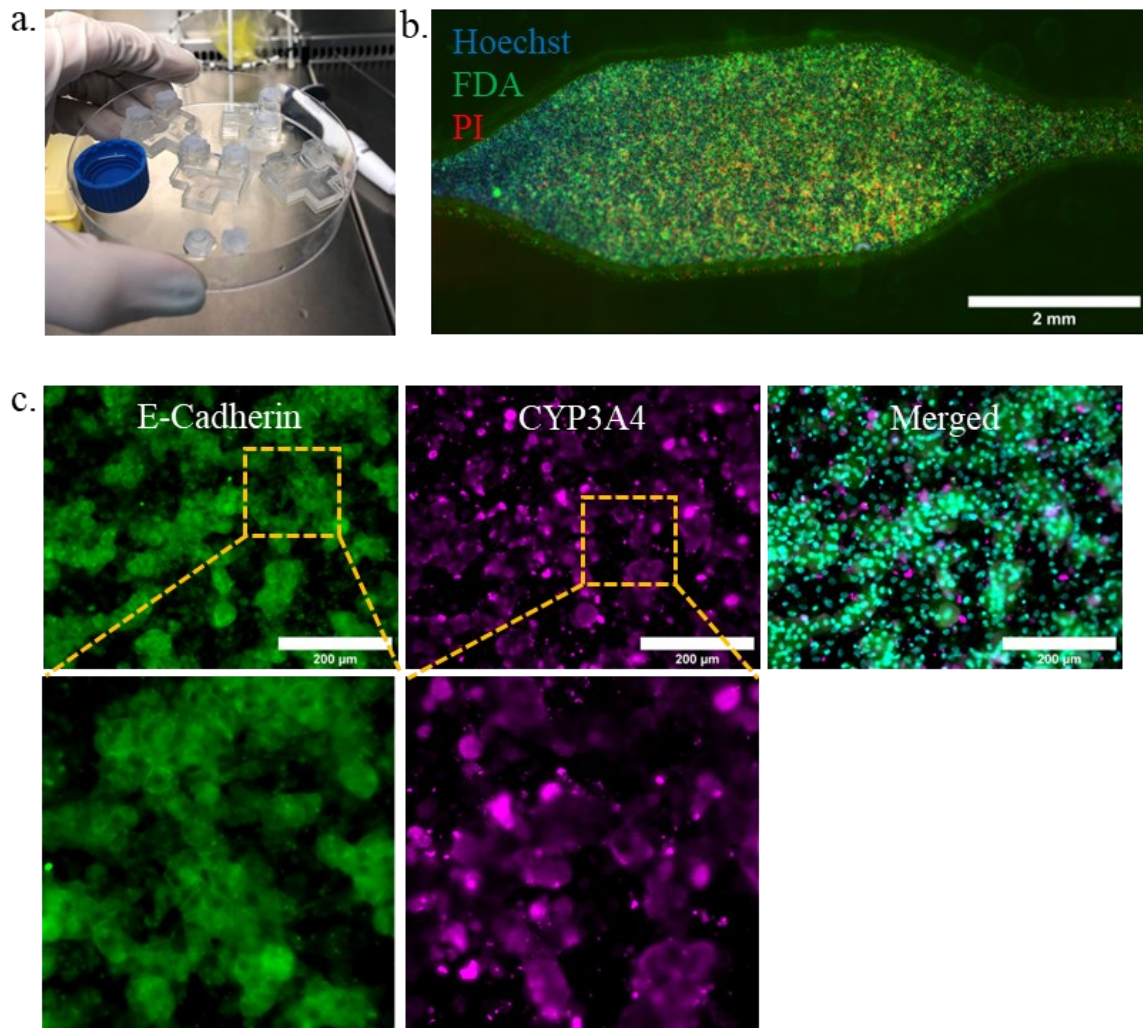 a.
b.
Hoechst
FDA
PI
2 mm
c.
E-Cadherin
CYP3A4
Merged
200 µm
200 µm
200 µm